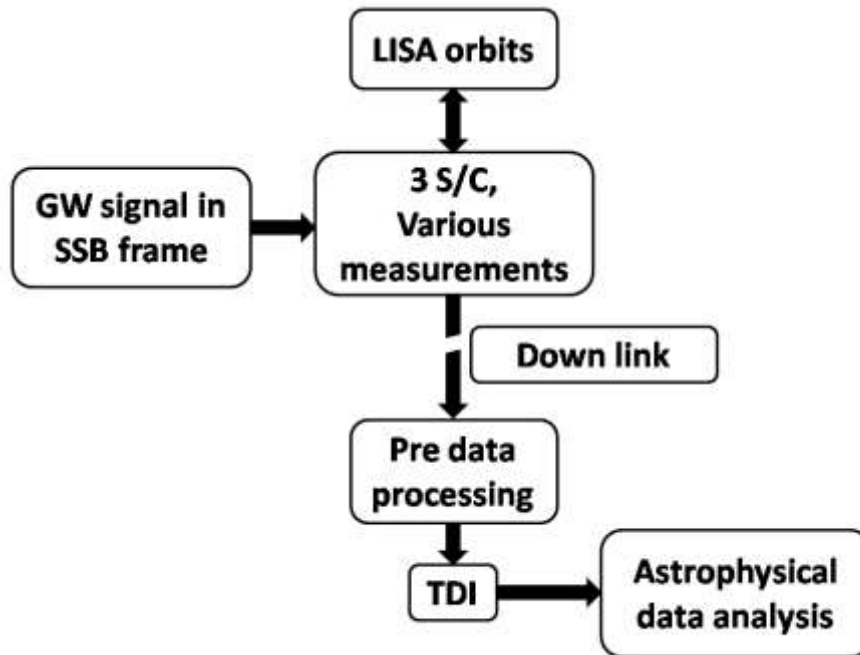 LISA orbits
GW signal in
SSB frame
3 S/C,
Various
measurements
Down link
Pre data
processing
TDI
Astrophysical
data analysis